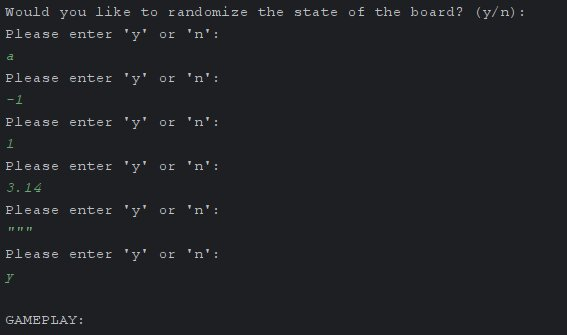 Would you like to randomize the state of the board? (y/n):
Please enter 'y' or 'n':
a
Please enter 'y' or 'n':
-1
Please enter 'y' or 'n':
1
Please enter 'y' or 'n':
3.14
Please enter 'y' or 'n':
"""
Please enter 'y' or 'n':
y
GAMEPLAY: